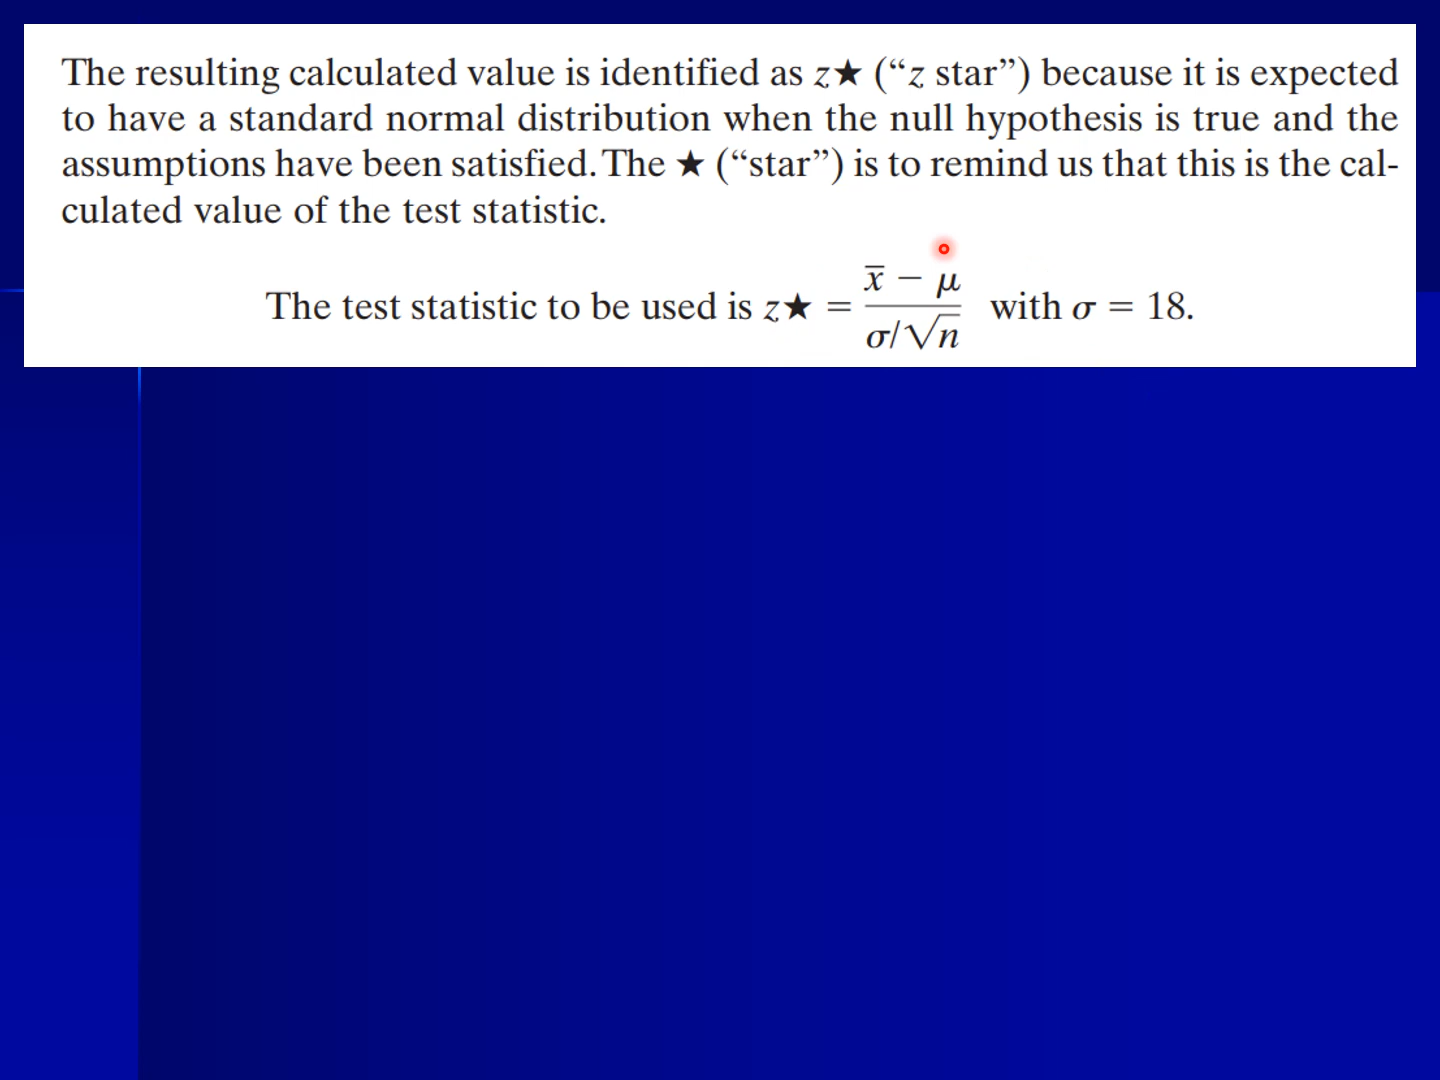 The resulting calculated value is identified as z★ (“z star”) because it is expected
to have a standard normal distribution when the null hypothesis is true and the
assumptions have been satisfied. The ★ (“star”) is to remind us that this is the cal-
culated value of the test statistic.
The test statistic to be used is z★ = (x̄ − μ)/(σ/√n) with σ = 18.